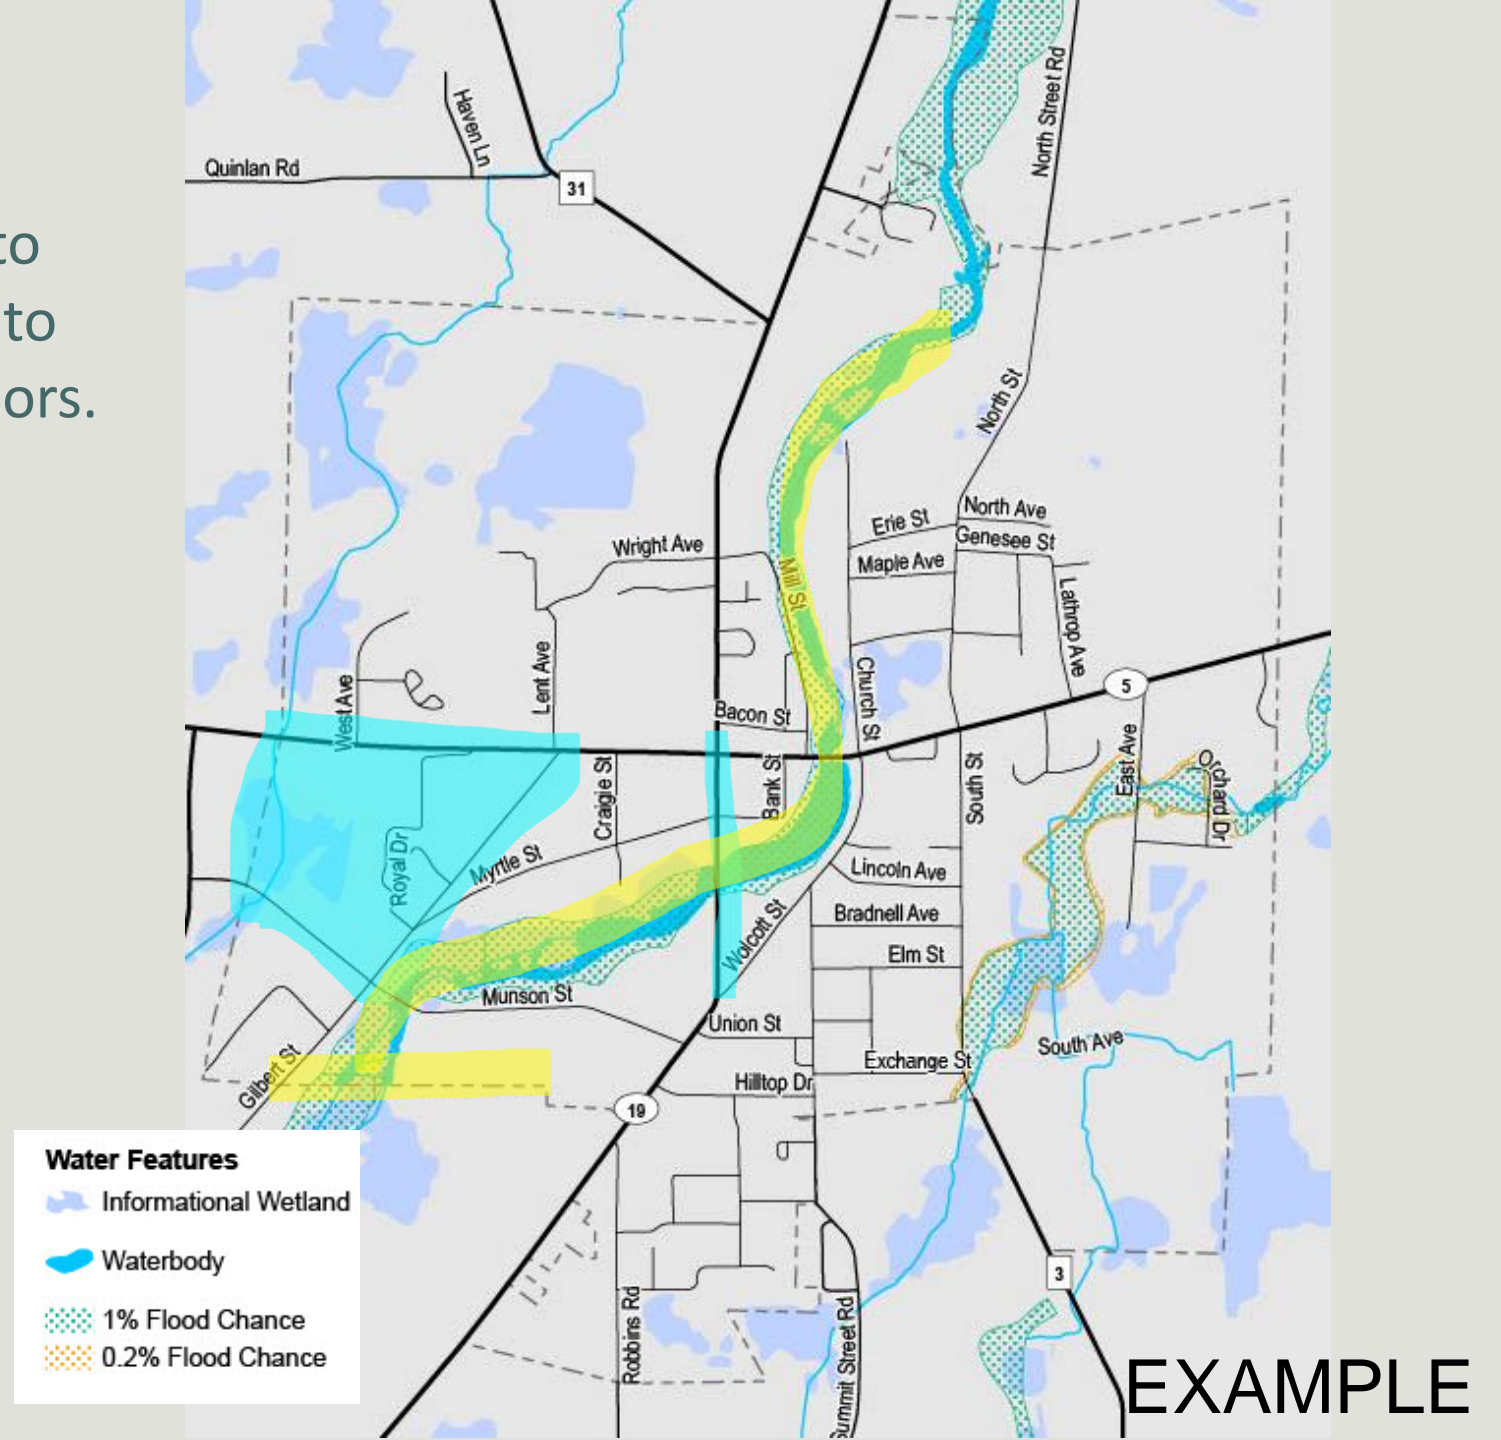 to
to
ors.
Haven Ln
Quinlan Rd
31
North Street Rd
North St
North Ave
Erie St
Genesee St
Wright Ave
Maple Ave
Mill St
Lathrop Ave
Lent Ave
West Ave
Church St
5
Bacon St
East Ave
Orchard Dr
Bank St
South St
Craigie St
Royal Dr
Myrtle St
Lincoln Ave
Bradnell Ave
Wolcott St
Elm St
Munson St
Union St
South Ave
Exchange St
Gilbert St
Hilltop Dr
19
Water Features
Informational Wetland
Waterbody
1% Flood Chance
0.2% Flood Chance
3
Robbins Rd
Summit Street Rd
EXAMPLE